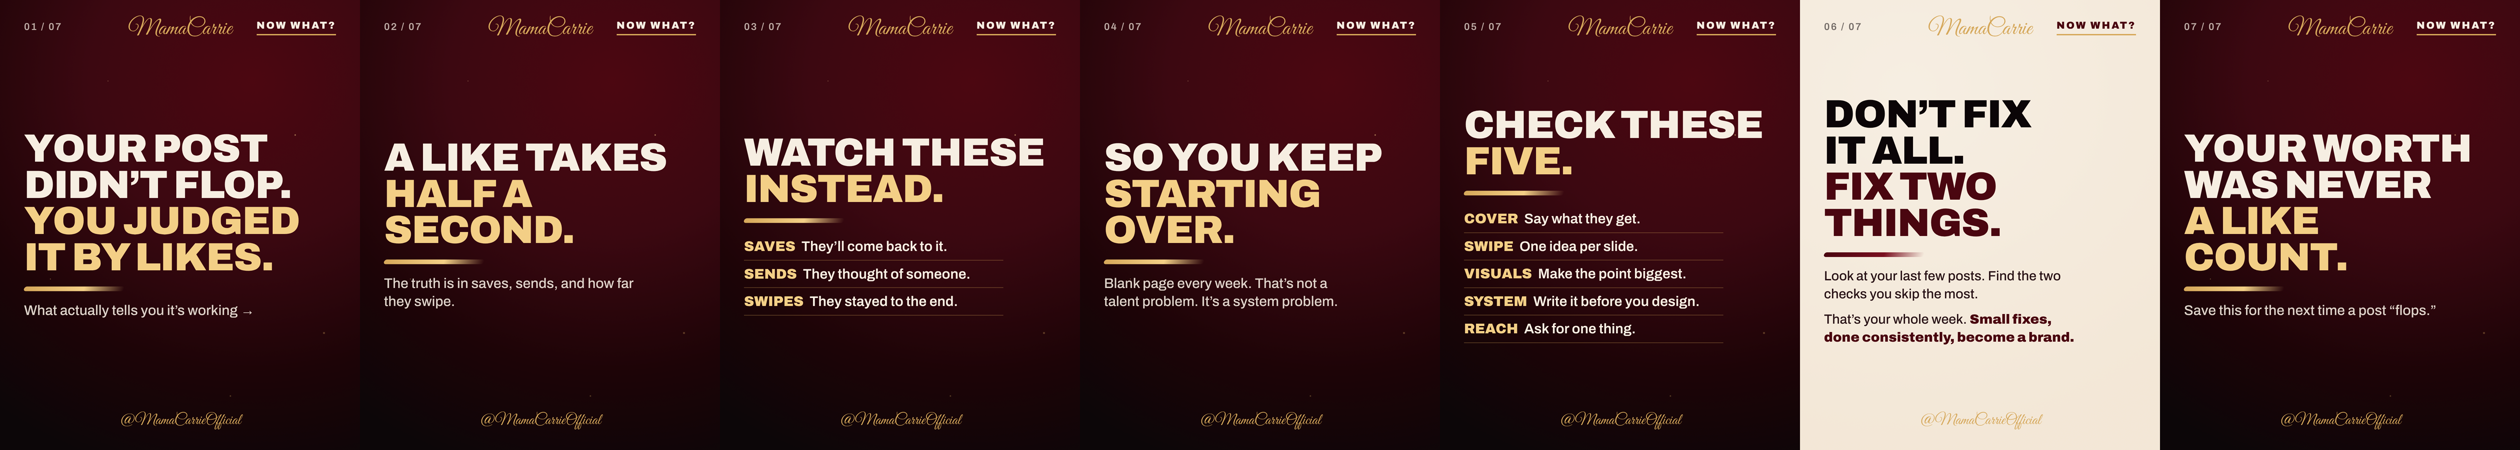 01 / 07
MamaCarrie
NOW WHAT?
YOUR POST
DIDN’T FLOP.
YOU JUDGED
IT BY LIKES.
What actually tells you it’s working →
@MamaCarrieOfficial
02 / 07
MamaCarrie
NOW WHAT?
A LIKE TAKES
HALF A
SECOND.
The truth is in saves, sends, and how far
they swipe.
@MamaCarrieOfficial
03 / 07
MamaCarrie
NOW WHAT?
WATCH THESE
INSTEAD.
SAVES They’ll come back to it.
SENDS They thought of someone.
SWIPES They stayed to the end.
@MamaCarrieOfficial
04 / 07
MamaCarrie
NOW WHAT?
SO YOU KEEP
STARTING
OVER.
Blank page every week. That’s not a
talent problem. It’s a system problem.
@MamaCarrieOfficial
05 / 07
MamaCarrie
NOW WHAT?
CHECK THESE
FIVE.
COVER Say what they get.
SWIPE One idea per slide.
VISUALS Make the point biggest.
SYSTEM Write it before you design.
REACH Ask for one thing.
@MamaCarrieOfficial
06 / 07
MamaCarrie
NOW WHAT?
DON’T FIX
IT ALL.
FIX TWO
THINGS.
Look at your last few posts. Find the two
checks you skip the most.
That’s your whole week. Small fixes,
done consistently, become a brand.
@MamaCarrieOfficial
07 / 07
MamaCarrie
NOW WHAT?
YOUR WORTH
WAS NEVER
A LIKE
COUNT.
Save this for the next time a post “flops.”
@MamaCarrieOfficial